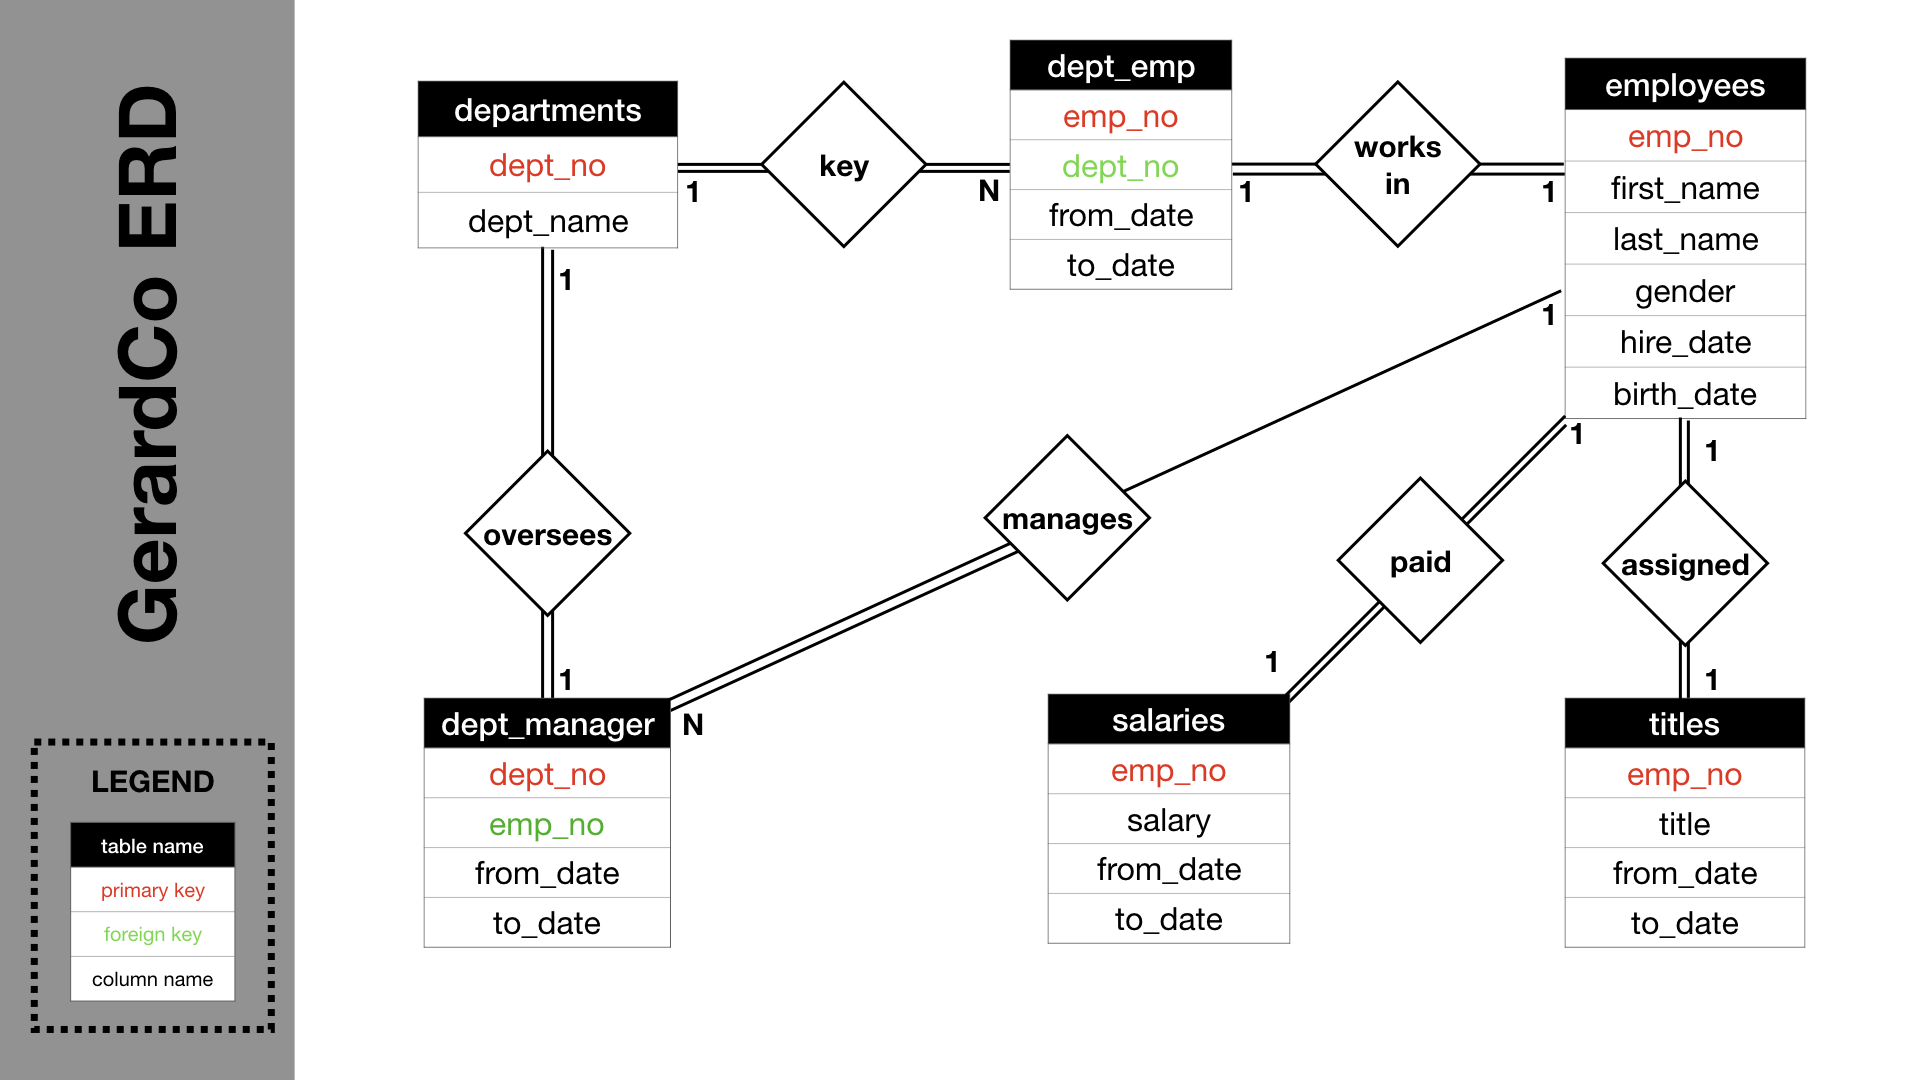 GerardCo ERD
LEGEND
table name
primary key
foreign key
column name
departments
dept_no
dept_name
1
key
N
dept_emp
emp_no
dept_no
from_date
to_date
1
works
in
1
employees
emp_no
first_name
last_name
gender
hire_date
birth_date
1
oversees
1
dept_manager
dept_no
emp_no
from_date
to_date
N
manages
1
1
paid
1
salaries
emp_no
salary
from_date
to_date
1
assigned
1
titles
emp_no
title
from_date
to_date